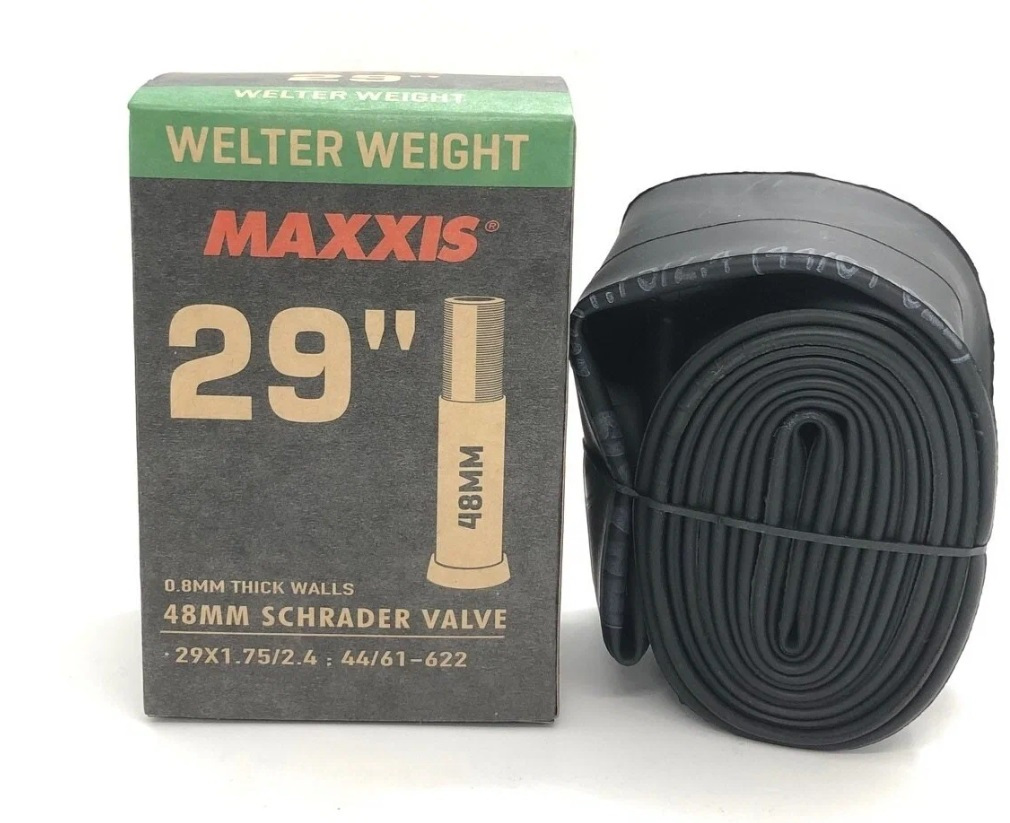 29"
WELTER WEIGHT
WELTER WEIGHT
MAXXIS®
29"
48MM
0.8MM THICK WALLS
48MM SCHRADER VALVE
·29X1.75/2.4 : 44/61-622